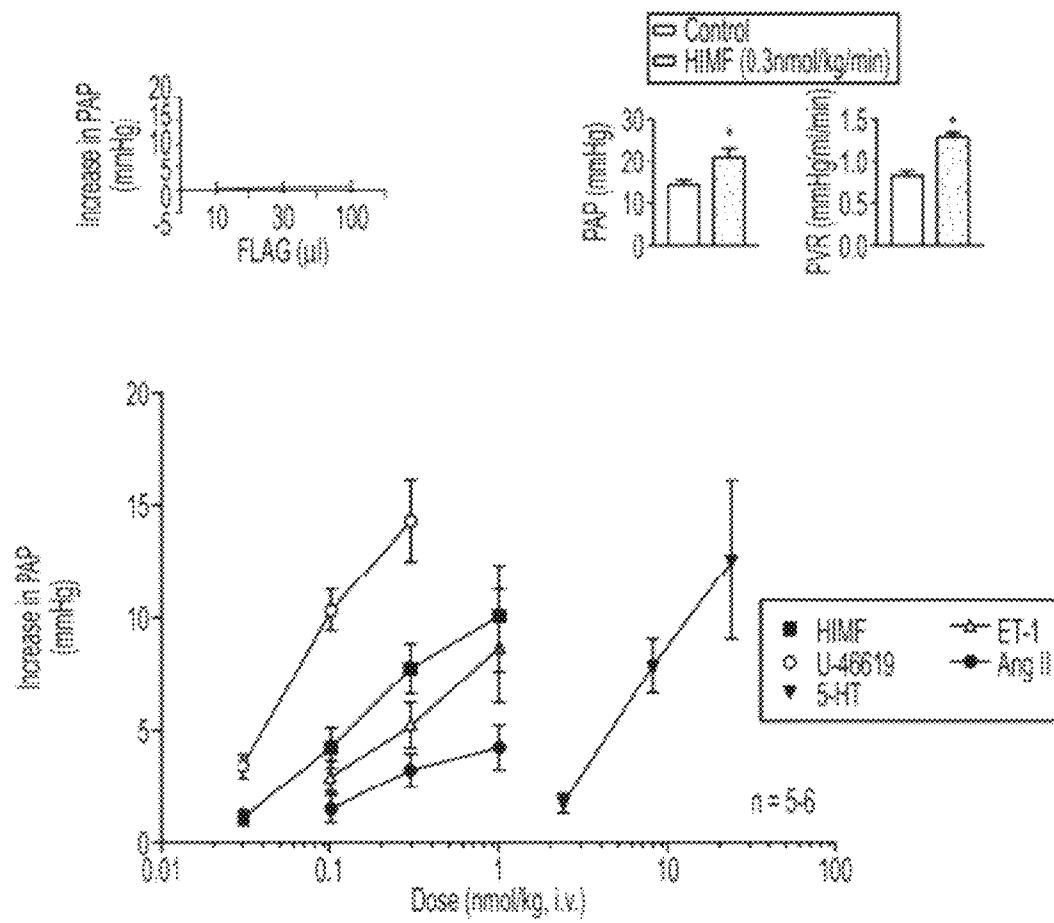 Control
HIMF (0.3nmol/kg/min)
Increase in PAP
(mmHg)
20
15
10
10
30
100
FLAG (µl)
PAP (mmHg)
30
20
10
0
*
PVR (mmHg/ml/min)
1.5
1.0
0.5
0.0
*
Increase in PAP
(mmHg)
20
15
10
5
0
0.01
0.1
1
10
100
Dose (nmol/kg, i.v.)
HIMF
U-46619
5-HT
ET-1
Ang II
n = 5-6